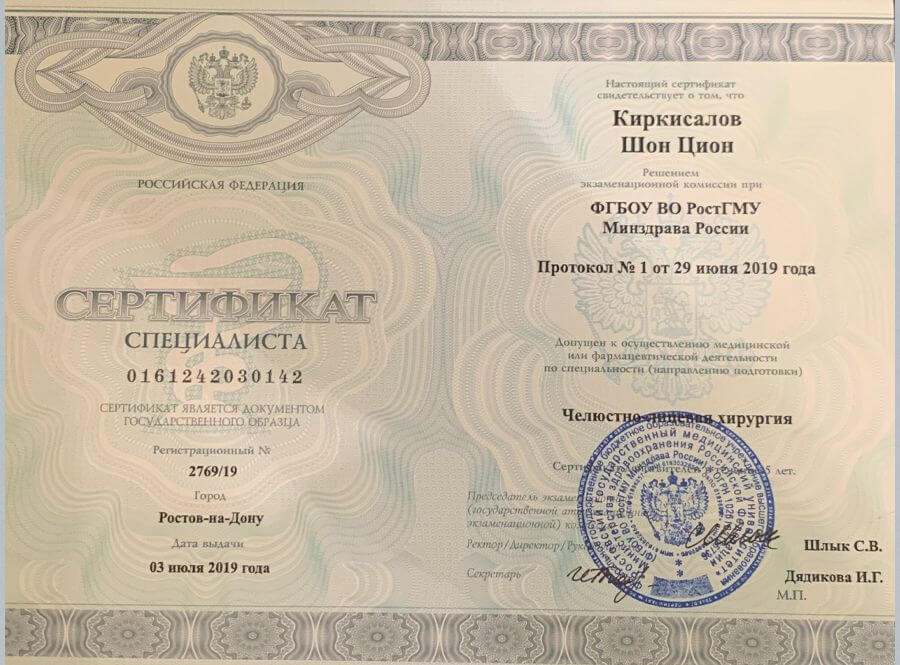 РОССИЙСКАЯ ФЕДЕРАЦИЯ
СЕРТИФИКАТ
СПЕЦИАЛИСТА
0161242030142
СЕРТИФИКАТ ЯВЛЯЕТСЯ ДОКУМЕНТОМ
ГОСУДАРСТВЕННОГО ОБРАЗЦА
Регистрационный №
2769/19
Город
Ростов-на-Дону
Дата выдачи
03 июля 2019 года
Настоящий сертификат
свидетельствует о том, что
Киркисалов
Шон Цион
Решением
экзаменационной комиссии при
ФГБОУ ВО РостГМУ
Минздрава России
Протокол № 1 от 29 июня 2019 года
Допущен к осуществлению медицинской
или фармацевтической деятельности
по специальности (направлению подготовки)
Челюстно-лицевая хирургия
5 лет.
Председатель
(государственной
экзаменационной)
Ректор/Директор/
Шлык С.В.
Секретарь
Дядикова И.Г.
М.П.